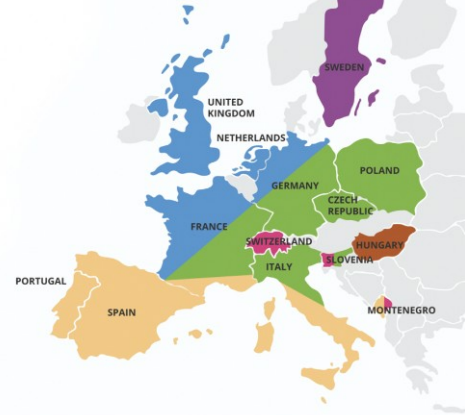 SWEDEN
UNITED
KINGDOM
NETHERLANDS
POLAND
GERMANY
CZECH
REPUBLIC
FRANCE
SWITZERLAND
HUNGARY
SLOVENIA
ITALY
PORTUGAL
SPAIN
MONTENEGRO